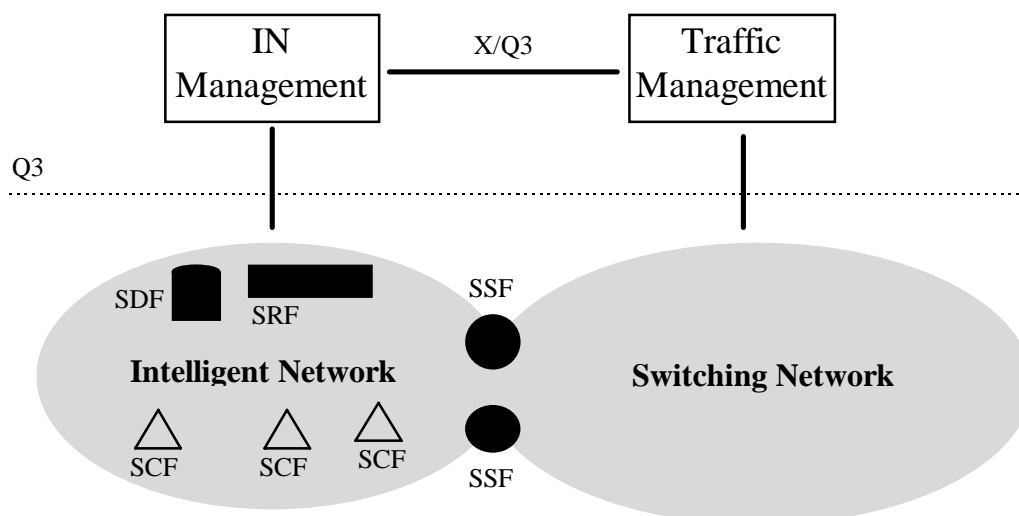 IN
Management
X/Q3
Traffic
Management
Q3
SDF
SRF
SSF
Intelligent Network
Switching Network
SCF
SCF
SCF
SSF